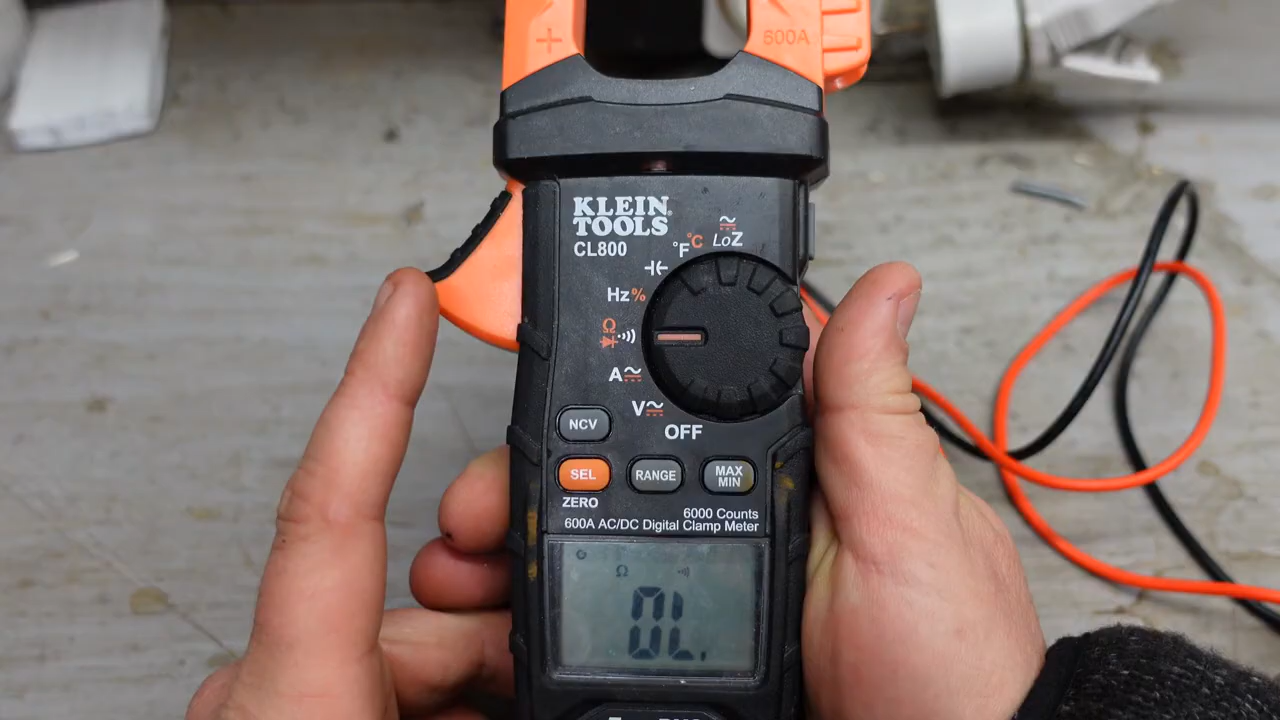 + 600A
KLEIN
TOOLS®
CL800
LoZ
°F°C
Hz%
Ω
A
V
OFF
NCV
SEL
RANGE
MAX
MIN
ZERO
6000 Counts
600A AC/DC Digital Clamp Meter
Ω
0L.